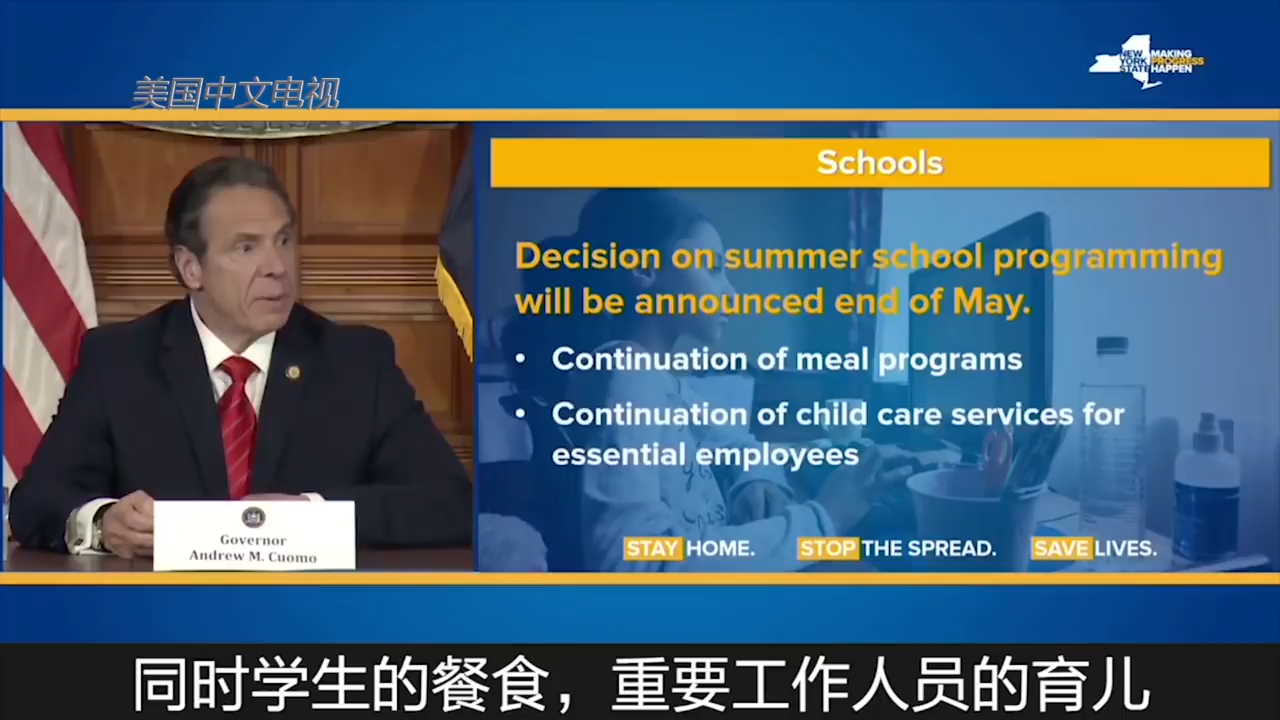 美国中文电视
NEW
YORK
STATE
MAKING
PROGRESS
HAPPEN
Schools
Decision on summer school programming
will be announced end of May.
• Continuation of meal programs
• Continuation of child care services for
essential employees
Governor
Andrew M. Cuomo
STAY HOME. STOP THE SPREAD. SAVE LIVES.
同时学生的餐食，重要工作人员的育儿